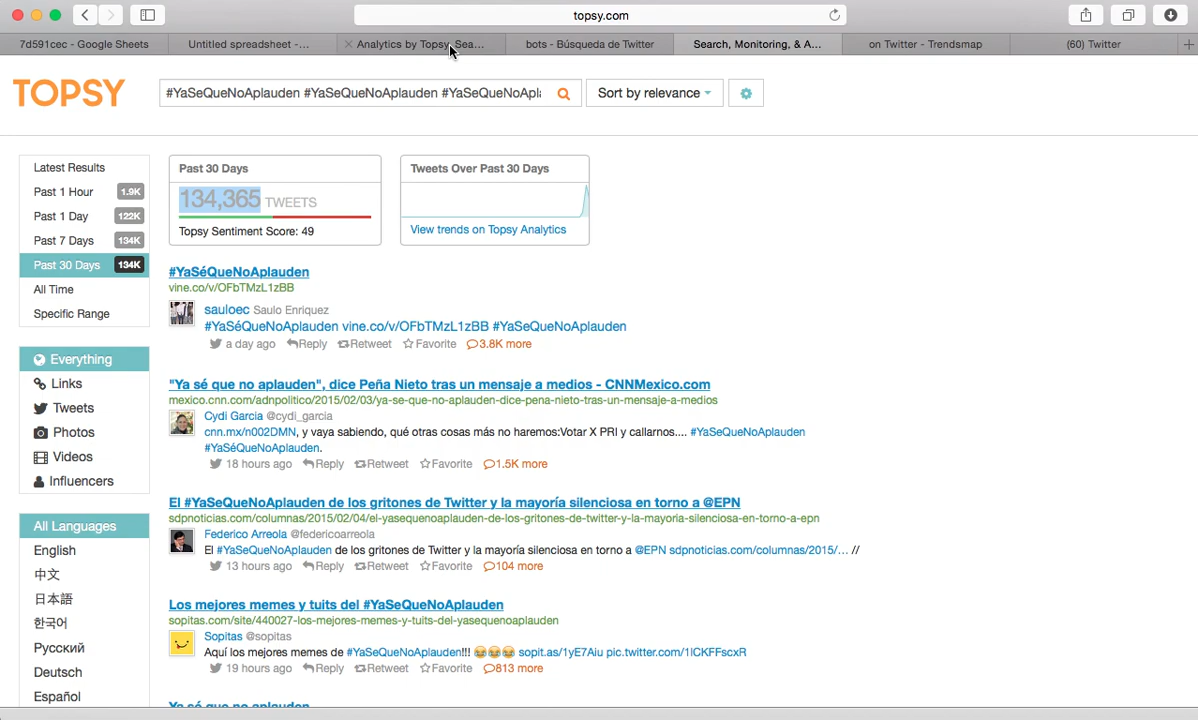 topsy.com
7d591cec - Google Sheets
Untitled spreadsheet -...
Analytics by Topsy: Sea...
bots - Búsqueda de Twitter
Search, Monitoring, & A...
on Twitter - Trendsmap
(60) Twitter
TOPSY
#YaSeQueNoAplauden #YaSeQueNoAplauden #YaSeQueNoApl
Sort by relevance
Latest Results
Past 1 Hour 1.9K
Past 1 Day 122K
Past 7 Days 134K
Past 30 Days 134K
All Time
Specific Range
Everything
Links
Tweets
Photos
Videos
Influencers
All Languages
English
中文
日本語
한국어
Русский
Deutsch
Español
Past 30 Days
134,365 TWEETS
Topsy Sentiment Score: 49
Tweets Over Past 30 Days
View trends on Topsy Analytics
#YaSéQueNoAplauden
vine.co/v/OFbTMzL1zBB
sauloec Saulo Enriquez
#YaSéQueNoAplauden vine.co/v/OFbTMzL1zBB #YaSeQueNoAplauden
a day ago Reply Retweet Favorite 3.8K more
"Ya sé que no aplauden", dice Peña Nieto tras un mensaje a medios - CNNMexico.com
mexico.cnn.com/adnpolitico/2015/02/03/ya-se-que-no-aplauden-dice-pena-nieto-tras-un-mensaje-a-medios
Cydi Garcia @cydi_garcia
cnn.mx/n002DMN, y vaya sabiendo, qué otras cosas más no haremos:Votar X PRI y callarnos.... #YaSeQueNoAplauden
#YaSéQueNoAplauden.
18 hours ago Reply Retweet Favorite 1.5K more
El #YaSeQueNoAplauden de los gritones de Twitter y la mayoría silenciosa en torno a @EPN
sdpnoticias.com/columnas/2015/02/04/el-yasequenoaplauden-de-los-gritones-de-twitter-y-la-mayoria-silenciosa-en-torno-a-epn
Federico Arreola @federicoarreola
El #YaSeQueNoAplauden de los gritones de Twitter y la mayoría silenciosa en torno a @EPN sdpnoticias.com/columnas/2015/… //
13 hours ago Reply Retweet Favorite 104 more
Los mejores memes y tuits del #YaSeQueNoAplauden
sopitas.com/site/440027-los-mejores-memes-y-tuits-del-yasequenoaplauden
Sopitas @sopitas
Aquí los mejores memes de #YaSeQueNoAplauden!!! 😂😂😂 sopit.as/1yE7Aiu pic.twitter.com/1ICKFFscxR
19 hours ago Reply Retweet Favorite 813 more
Ya sé que no aplauden